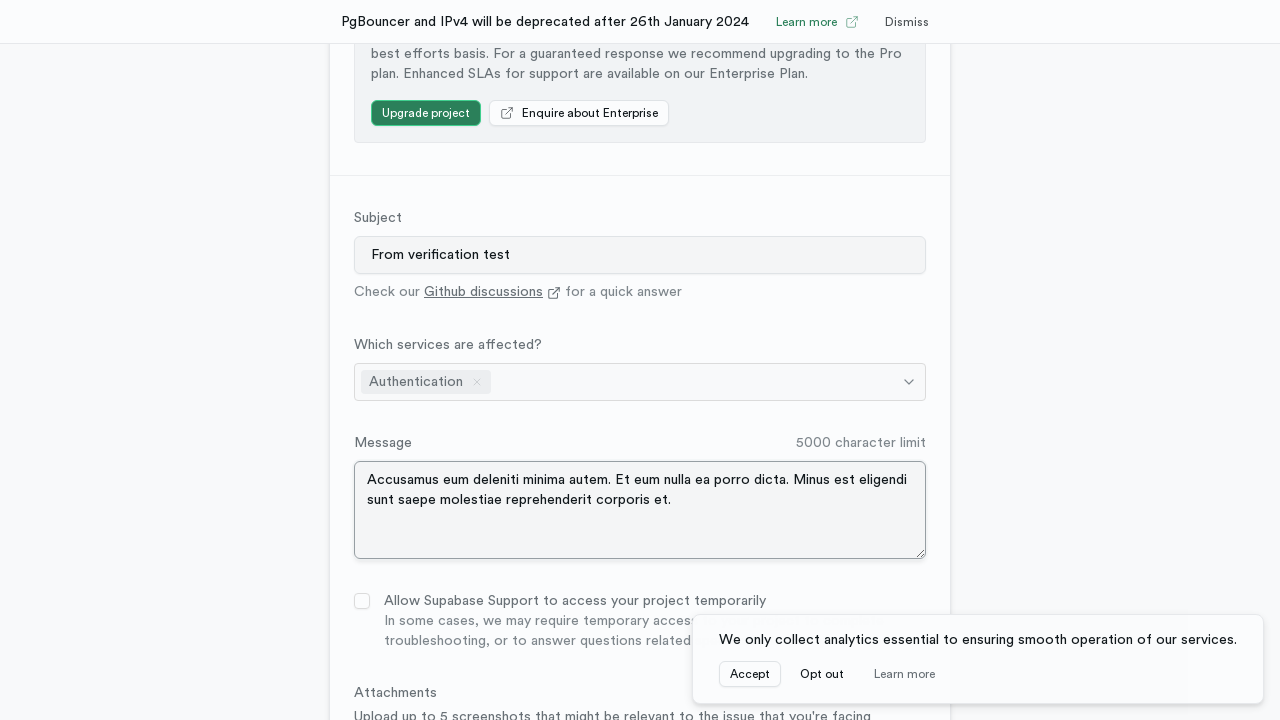 PgBouncer and IPv4 will be deprecated after 26th January 2024
Learn more
Dismiss
best efforts basis. For a guaranteed response we recommend upgrading to the Pro
plan. Enhanced SLAs for support are available on our Enterprise Plan.
Upgrade project
Enquire about Enterprise
Subject
From verification test
Check our Github discussions for a quick answer
Which services are affected?
Authentication
Message
5000 character limit
Accusamus eum deleniti minima autem. Et eum nulla ea porro dicta. Minus est eligendi
sunt saepe molestiae reprehenderit corporis et.
Allow Supabase Support to access your project temporarily
In some cases, we may require temporary access
troubleshooting, or to answer questions related
We only collect analytics essential to ensuring smooth operation of our services.
Accept
Opt out
Learn more
Attachments
Upload up to 5 screenshots that might be relevant to the issue that you're facing